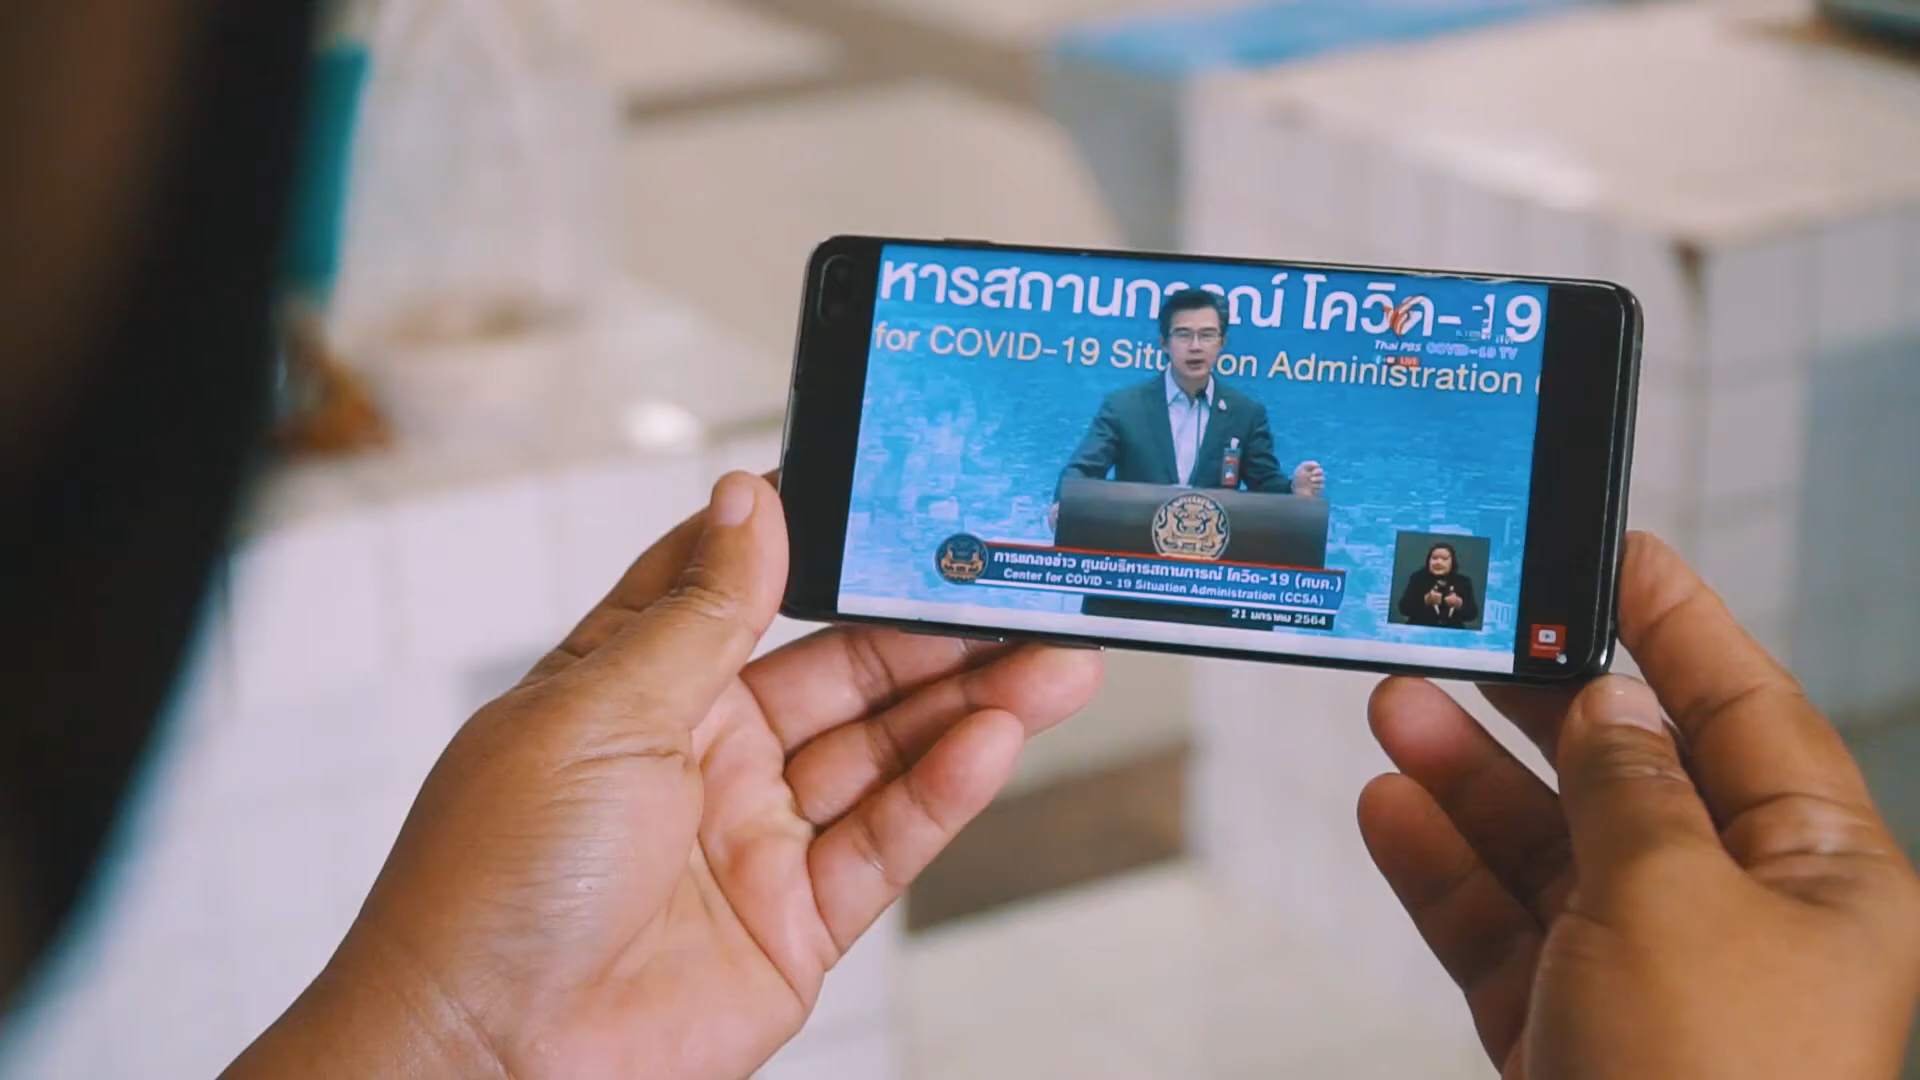 หารสถานการณ์ โควิด-19
for COVID-19 Situation Administration
Thai PBS COVID-19 TV
LIVE
การแถลงข่าว ศูนย์บริหารสถานการณ์ โควิด-19 (ศบค.)
Center for COVID - 19 Situation Administration (CCSA)
21 มกราคม 2564